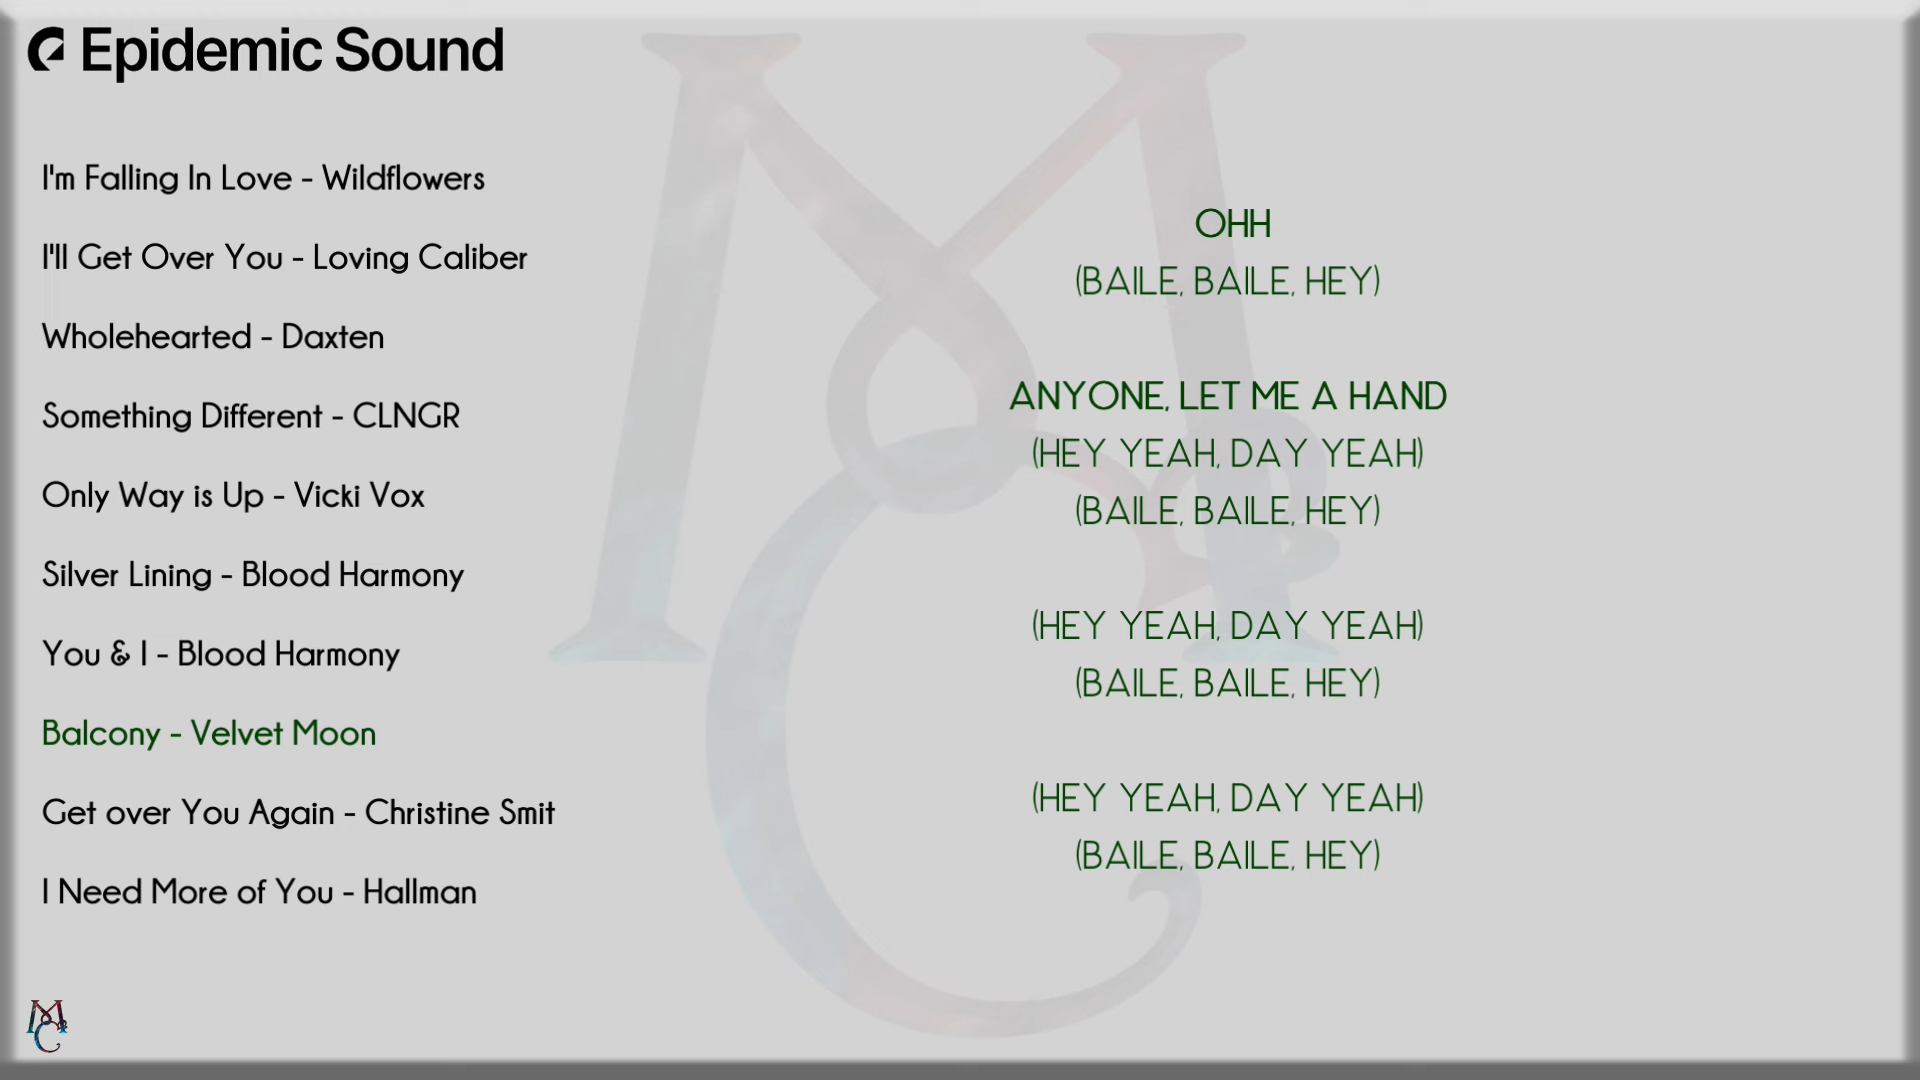 Epidemic Sound
I'm Falling In Love - Wildflowers
I'll Get Over You - Loving Caliber
Wholehearted - Daxten
Something Different - CLNGR
Only Way is Up - Vicki Vox
Silver Lining - Blood Harmony
You & I - Blood Harmony
Balcony - Velvet Moon
Get over You Again - Christine Smit
I Need More of You - Hallman
OHH
(BAILE, BAILE, HEY)
ANYONE, LET ME A HAND
(HEY YEAH, DAY YEAH)
(BAILE, BAILE, HEY)
(HEY YEAH, DAY YEAH)
(BAILE, BAILE, HEY)
(HEY YEAH, DAY YEAH)
(BAILE, BAILE, HEY)
MC